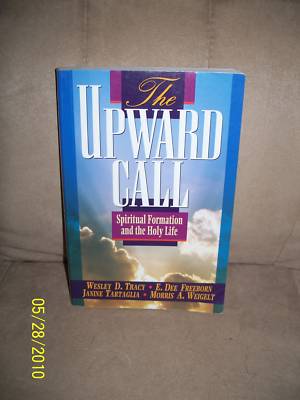 The
UPWARD
CALL
Spiritual Formation
and the Holy Life
WESLEY D. TRACY • E. DEE FREEBORN
JANINE TARTAGLIA • MORRIS A. WEIGELT
05/28/2010